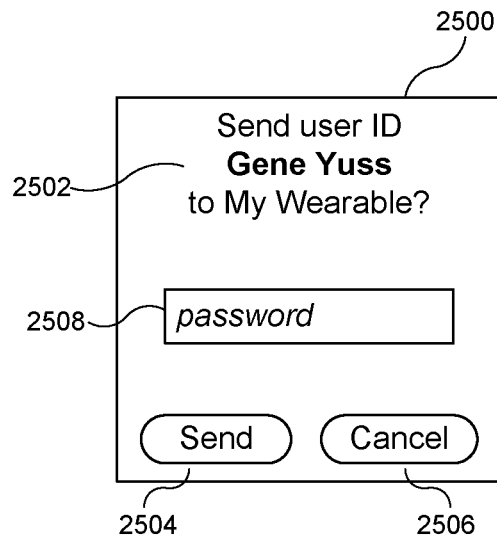 2500
Send user ID
Gene Yuss
2502
to My Wearable?
2508
password
Send
Cancel
2504
2506